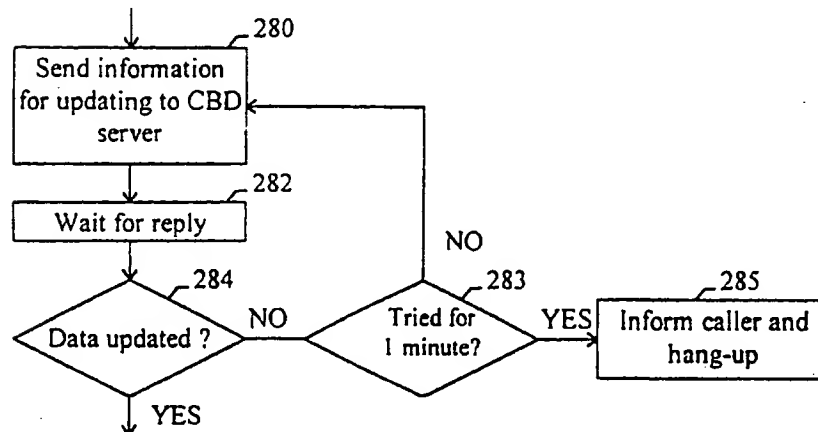 280
Send information
for updating to CBD
server
282
Wait for reply
284
Data updated ?
NO
YES
NO
283
Tried for
1 minute?
YES
285
Inform caller and
hang-up